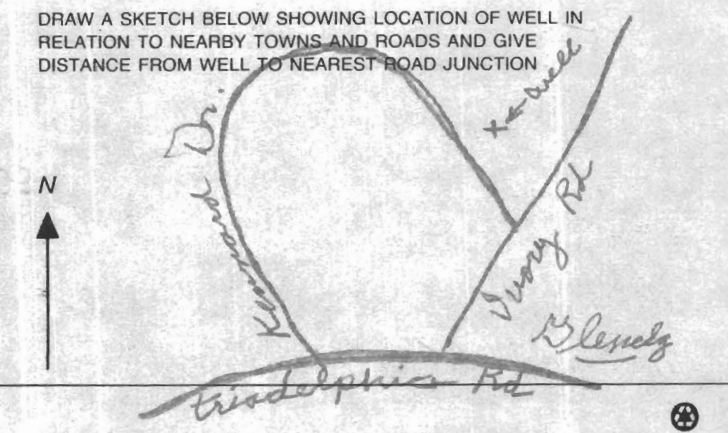 DRAW A SKETCH BELOW SHOWING LOCATION OF WELL IN
RELATION TO NEARBY TOWNS AND ROADS AND GIVE
DISTANCE FROM WELL TO NEAREST ROAD JUNCTION
x ← well
Dr.
N
Ivory Rd
Triadelphia Rd